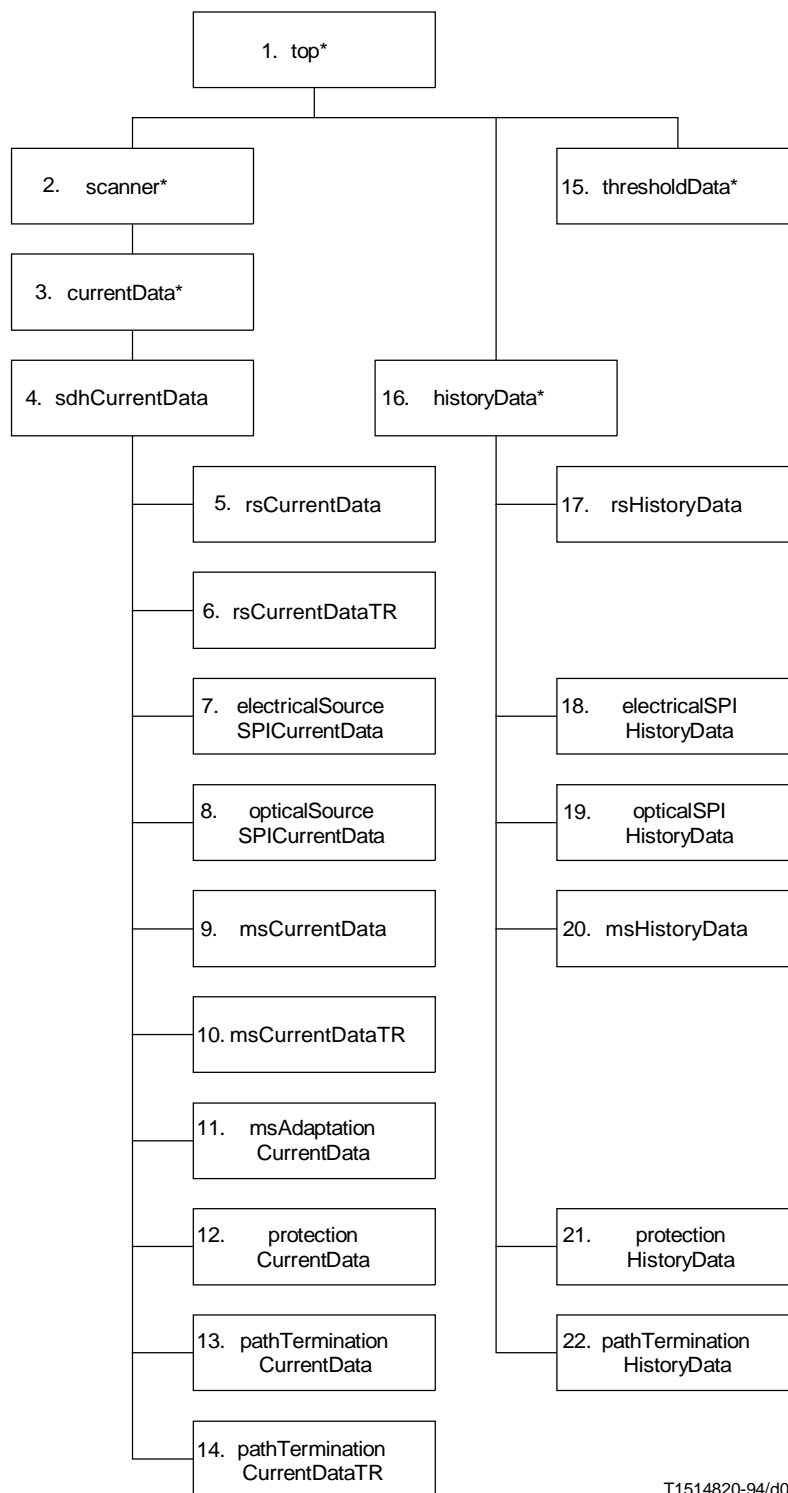 1. top*
2. scanner*
15. thresholdData*
3. currentData*
4. sdhCurrentData
16. historyData*
5. rsCurrentData
17. rsHistoryData
6. rsCurrentDataTR
7. electricalSource
SPICurrentData
18. electricalSPI
HistoryData
8. opticalSource
SPICurrentData
19. opticalSPI
HistoryData
9. msCurrentData
20. msHistoryData
10. msCurrentDataTR
11. msAdaptation
CurrentData
12. protection
CurrentData
21. protection
HistoryData
13. pathTermination
CurrentData
22. pathTermination
HistoryData
14. pathTermination
CurrentDataTR
T1514820-94/d0